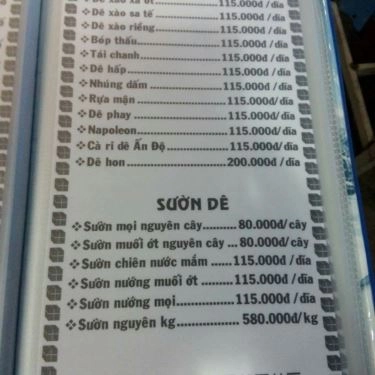 Dê xào xả ớt ............ 115.000đ / dĩa
❖ Dê xào sa tế ............ 115.000đ / dĩa
❖ Dê xào riềng ............ 115.000đ / dĩa
❖ Bóp thấu ............ 115.000đ / dĩa
❖ Tái chanh ............ 115.000đ / dĩa
❖ Dê hấp ............ 115.000đ / dĩa
❖ Nhúng dấm ............ 115.000đ / dĩa
❖ Rựa mận ............ 115.000đ / dĩa
❖ Dê phay ............ 115.000đ / dĩa
❖ Napoleon ............ 115.000đ / dĩa
❖ Cà ri dê Ấn Độ ............ 115.000đ / dĩa
❖ Dê hon ............ 200.000đ / dĩa
SƯỜN DÊ
❖ Sườn mọi nguyên cây.......... 80.000đ/cây
❖ Sườn muối ớt nguyên cây ... 80.000đ/cây
❖ Sườn chiên nước mắm ...... 115.000đ / dĩa
❖ Sườn nướng muối ớt ........ 115.000đ / dĩa
❖ Sườn nướng mọi............... 115.000đ / dĩa
❖ Sườn nguyên kg................. 580.000đ/kg